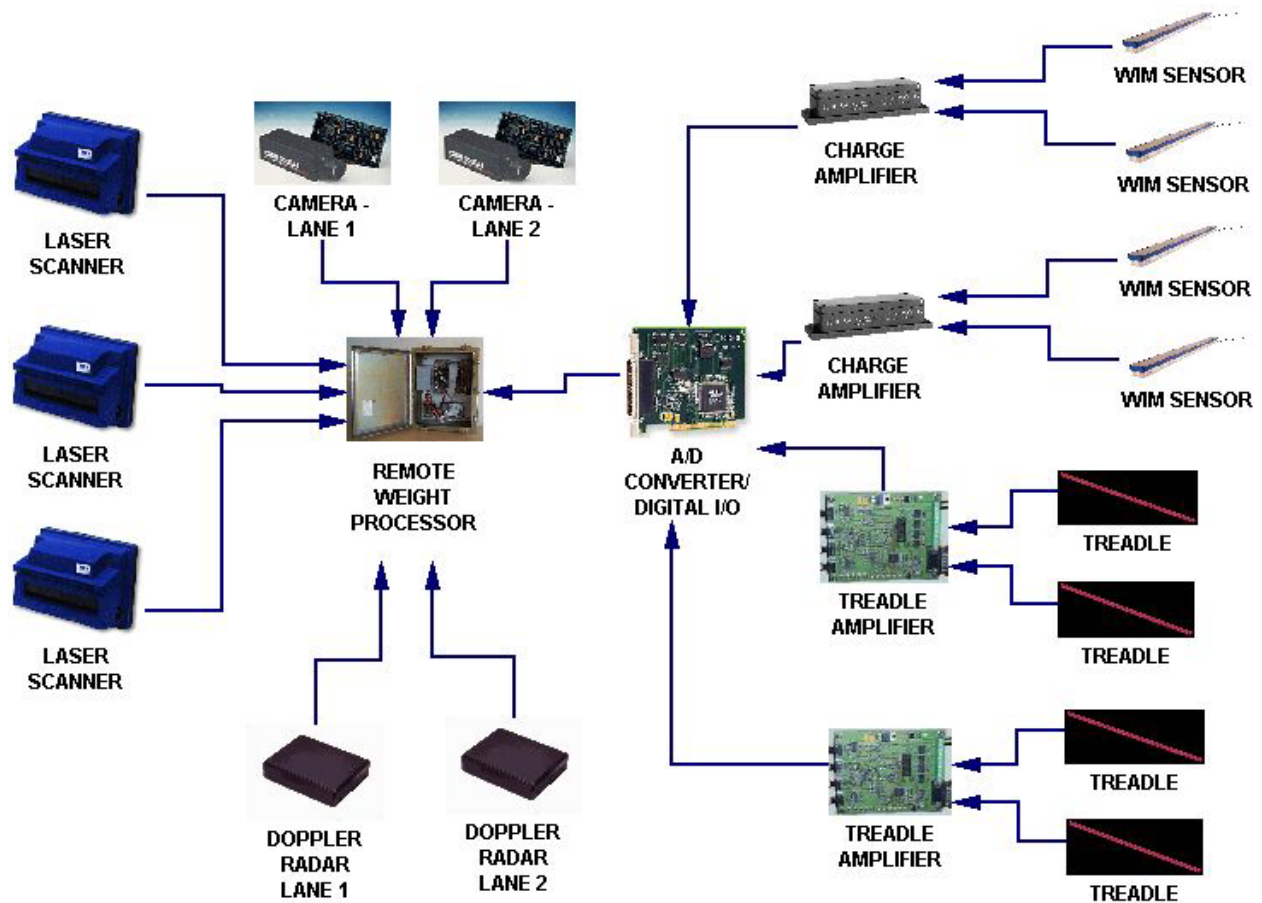 WIM SENSOR
CHARGE
AMPLIFIER
WIM SENSOR
CAMERA -
LANE 1
CAMERA -
LANE 2
LASER
SCANNER
WIM SENSOR
CHARGE
AMPLIFIER
WIM SENSOR
LASER
SCANNER
REMOTE
WEIGHT
PROCESSOR
A/D
CONVERTER/
DIGITAL I/O
TREADLE
TREADLE
AMPLIFIER
TREADLE
LASER
SCANNER
DOPPLER
RADAR
LANE 1
DOPPLER
RADAR
LANE 2
TREADLE
TREADLE
AMPLIFIER
TREADLE